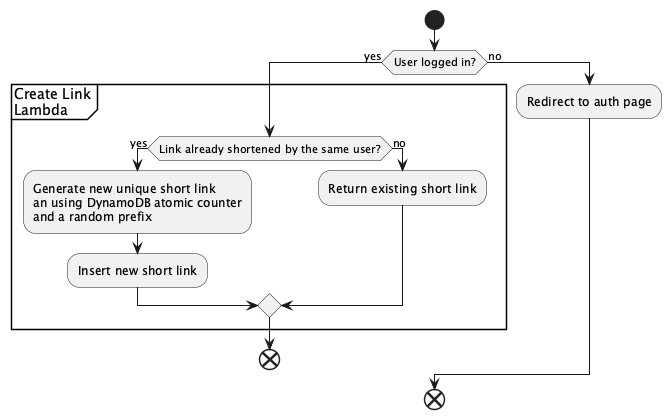 yes
User logged in?
no
Create Link
Lambda
Redirect to auth page
yes
Link already shortened by the same user?
no
Generate new unique short link
an using DynamoDB atomic counter
and a random prefix
Return existing short link
Insert new short link